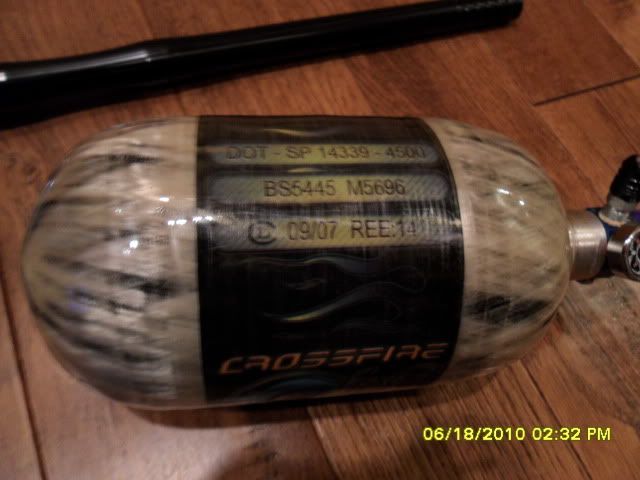 DOT - SP 14339 - 4500
BS5445 M5696
09/07 REE:14
CROSSFIRE
06/18/2010 02:32 PM